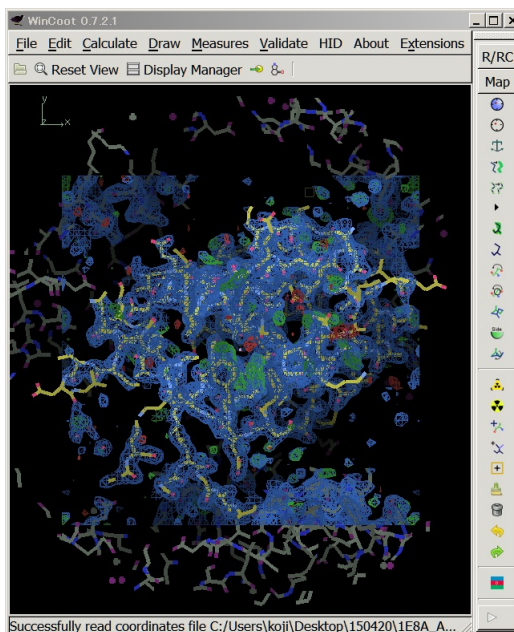 WinCoot 0.7.2.1
File Edit Calculate Draw Measures Validate HID About Extensions
Reset View Display Manager
R/RC
Map
y
z x
Side
Successfully read coordinates file C:/Users/koji/Desktop/150420/1E8A_A...